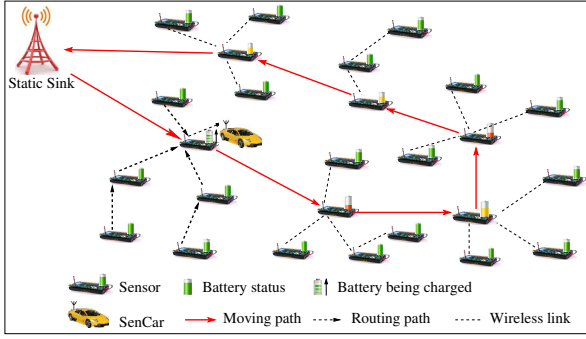 Static Sink
Sensor Battery status Battery being charged
SenCar Moving path Routing path Wireless link